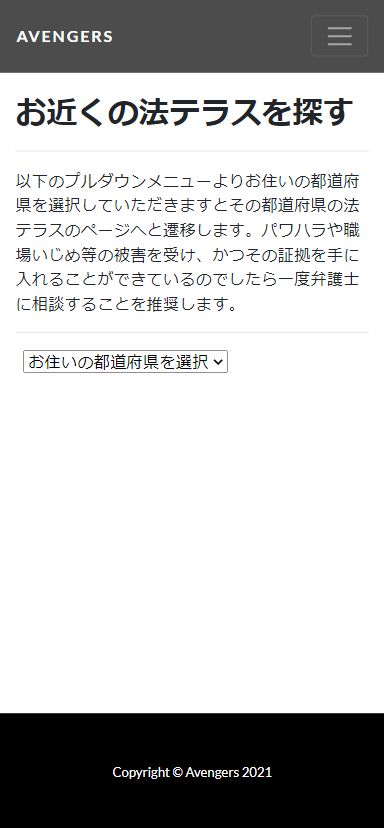 AVENGERS
お近くの法テラスを探す
以下のプルダウンメニューよりお住いの都道府
県を選択していただきますとその都道府県の法
テラスのページへと遷移します。パワハラや職
場いじめ等の被害を受け、かつその証拠を手に
入れることができているのでしたら一度弁護士
に相談することを推奨します。
お住いの都道府県を選択
Copyright © Avengers 2021